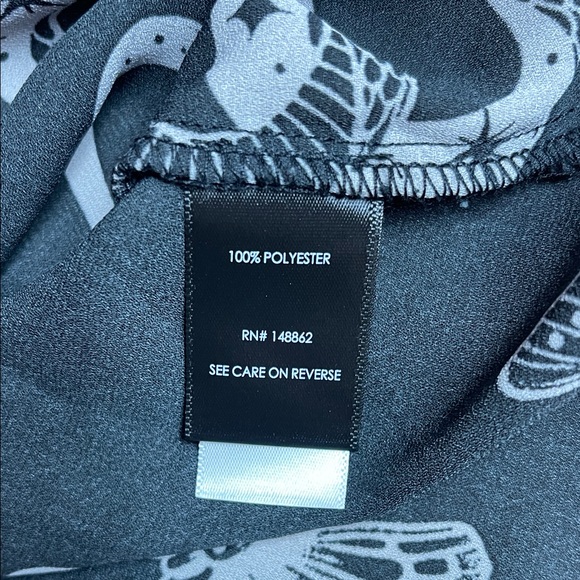 100% POLYESTER
RN# 148862
SEE CARE ON REVERSE